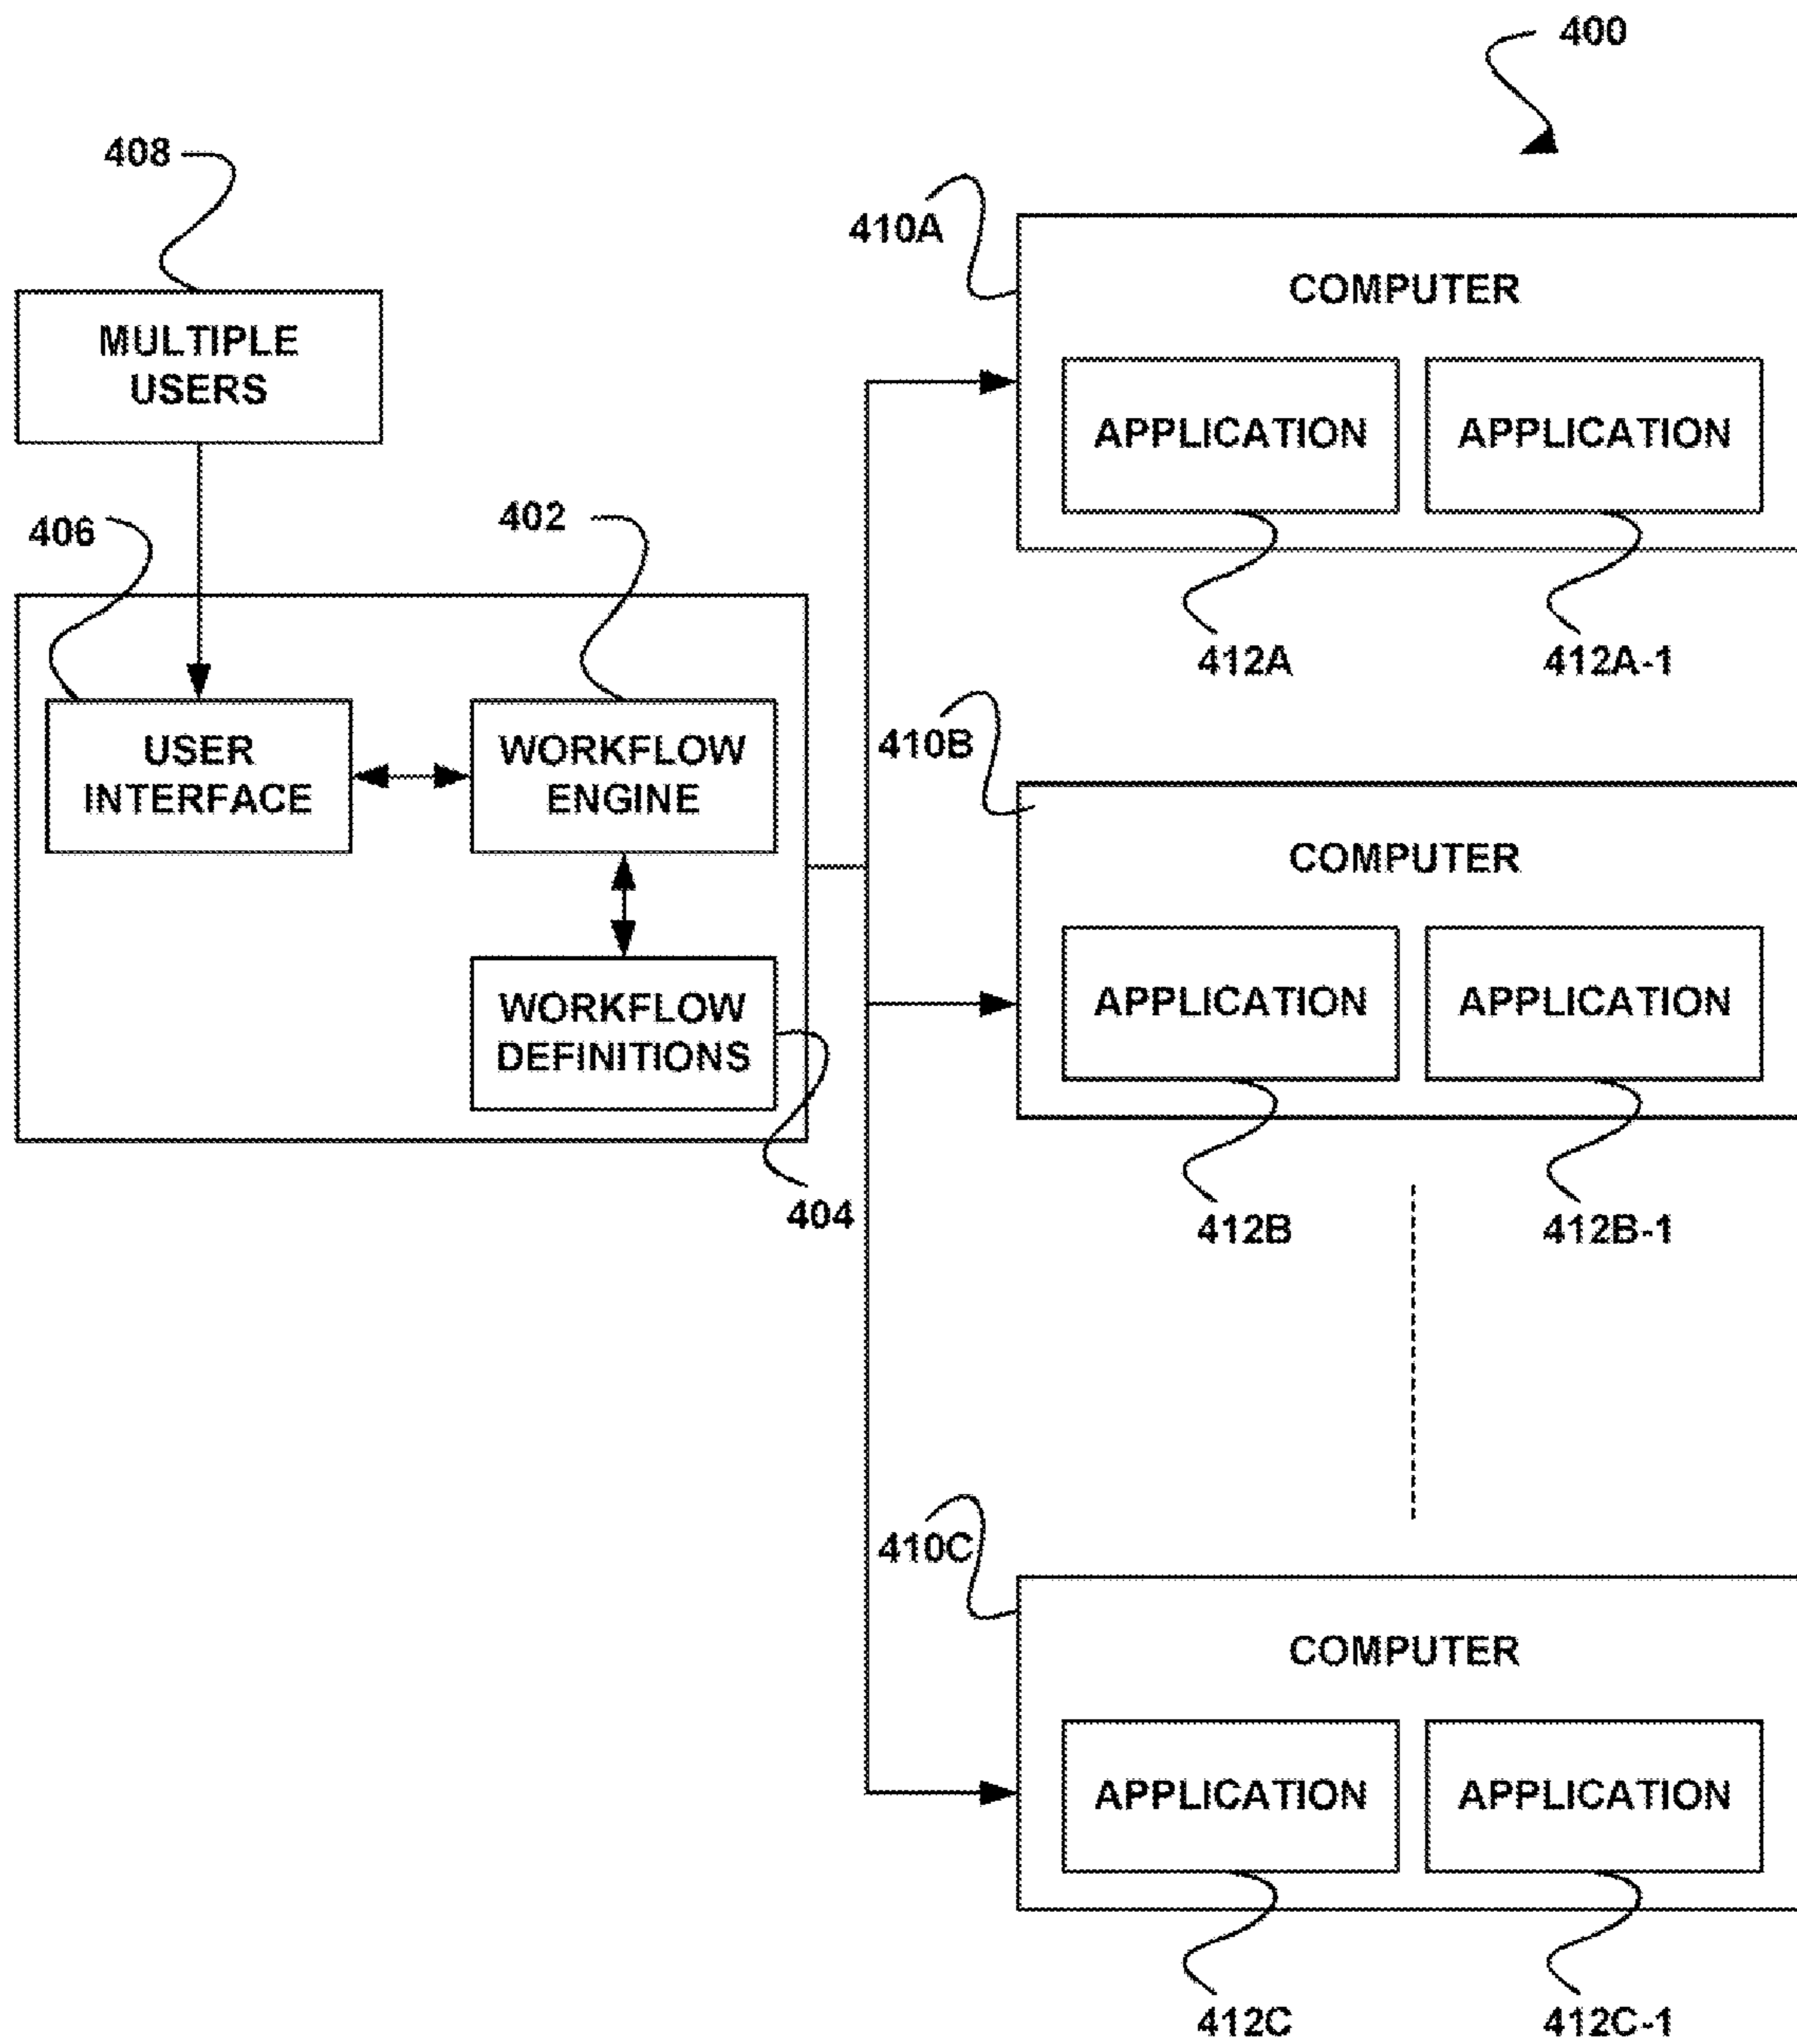 400
408
410A
COMPUTER
MULTIPLE
USERS
APPLICATION
APPLICATION
406
402
412A
412A-1
USER
INTERFACE
WORKFLOW
ENGINE
410B
COMPUTER
WORKFLOW
DEFINITIONS
APPLICATION
APPLICATION
404
412B
412B-1
410C
COMPUTER
APPLICATION
APPLICATION
412C
412C-1